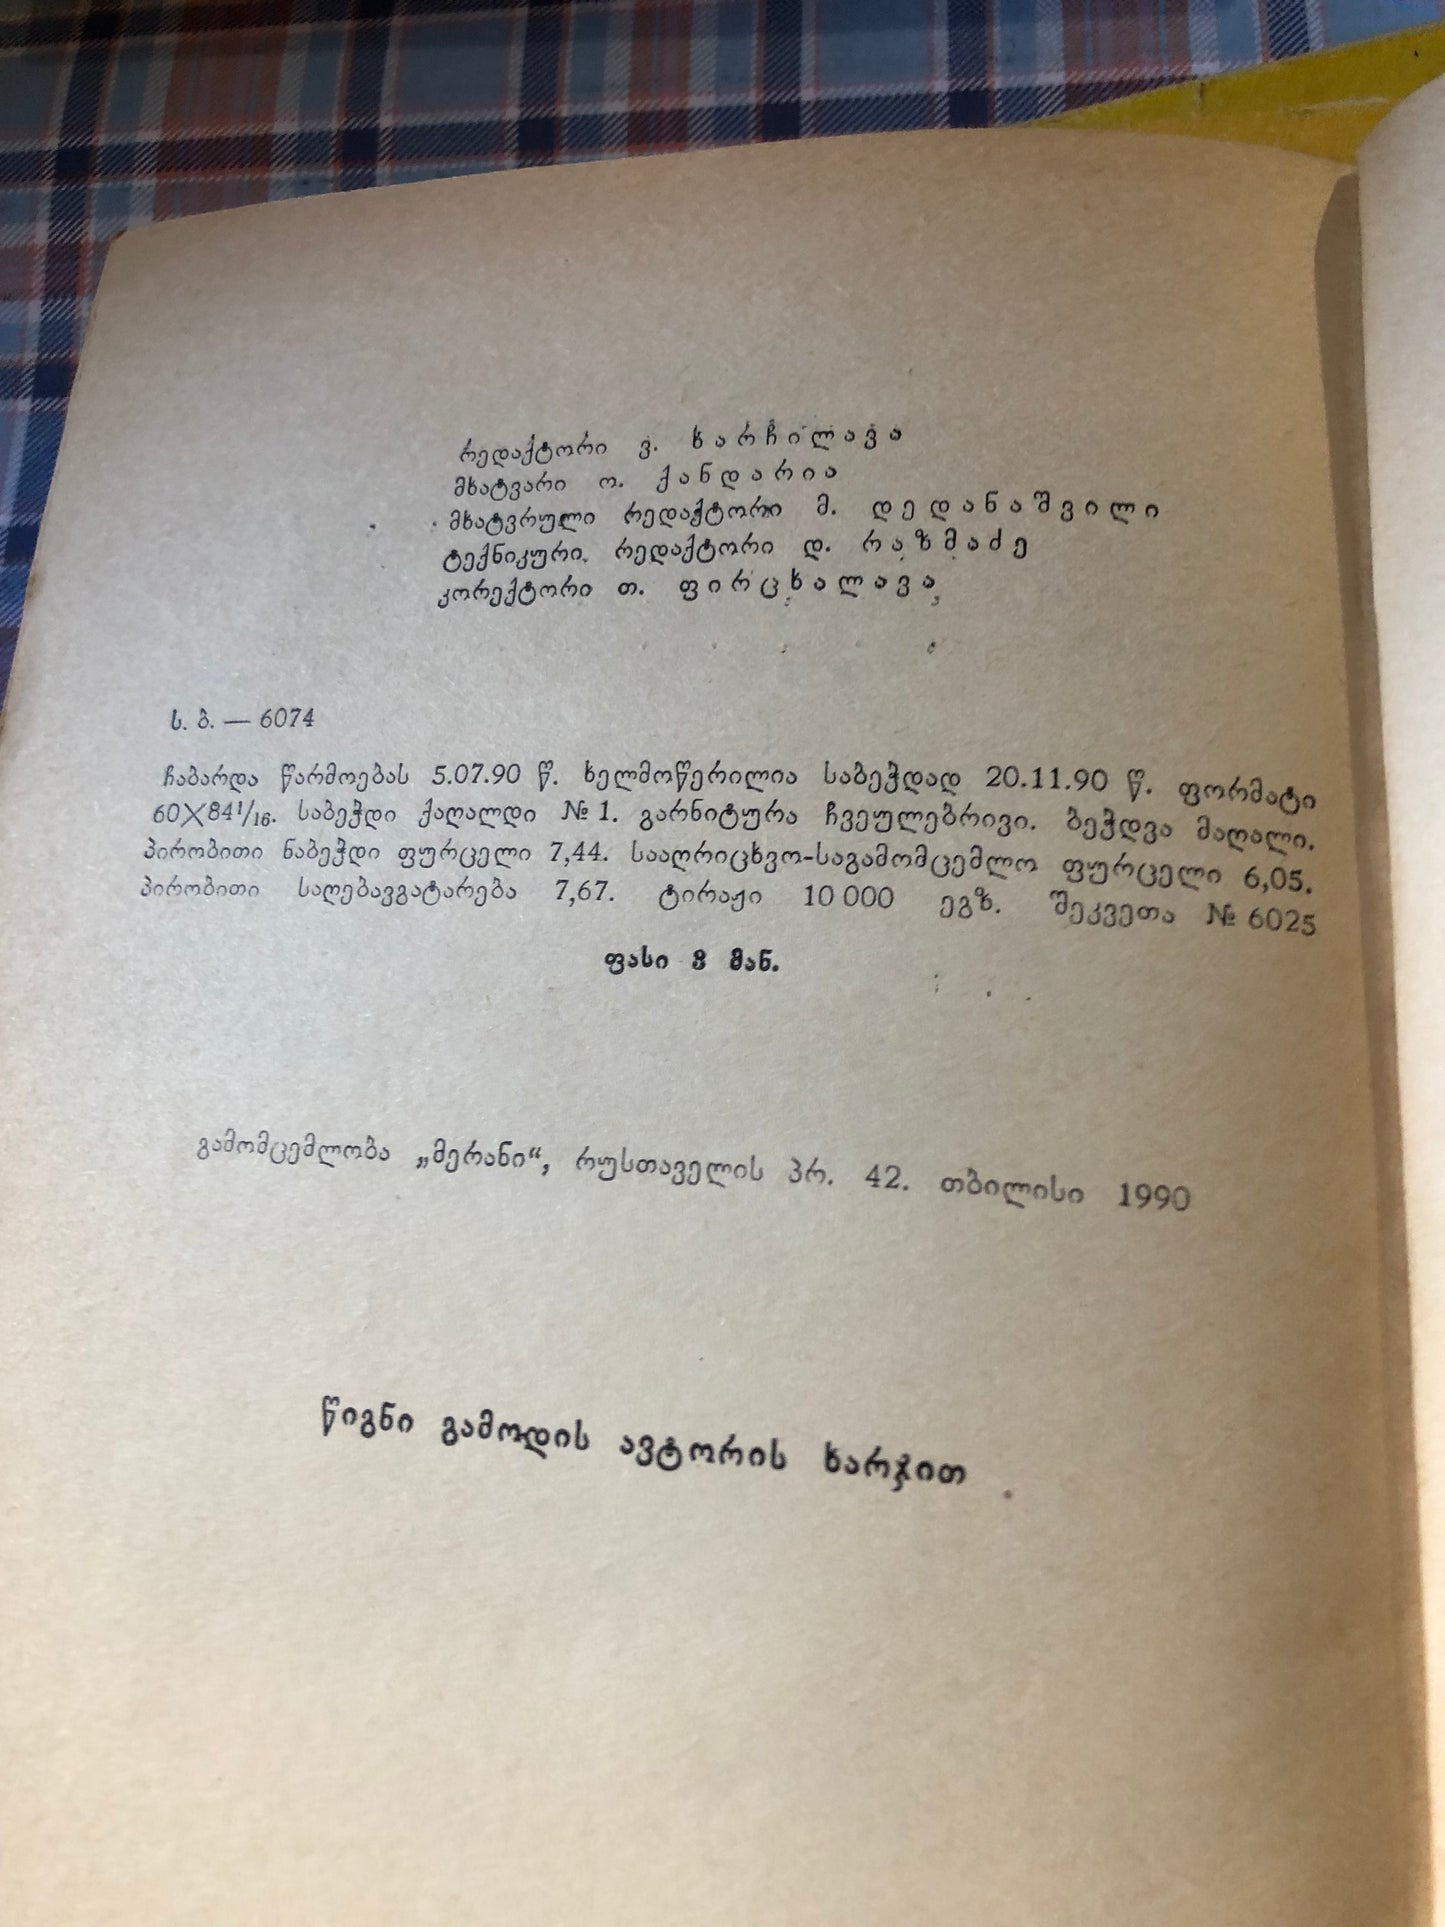 რედაქტორი ვ. ხარჩილავა
მხატვარი ო. ქანდარია
მხატვრული რედაქტორი მ. დედანაშვილი
ტექნიკური რედაქტორი დ. რაზმაძე
კორექტორი თ. ფირცხალავა
ს. ბ. — 6074
ჩაბარდა წარმოებას 5.07.90 წ. ხელმოწერილია საბეჭდად 20.11.90 წ. ფორმატი
60X84¹/₁₆. საბეჭდი ქაღალდი № 1. გარნიტურა ჩვეულებრივი. ბეჭდვა მაღალი.
პირობითი ნაბეჭდი ფურცელი 7,44. სააღრიცხვო-საგამომცემლო ფურცელი 6,05.
პირობითი საღებავგატარება 7,67. ტირაჟი 10 000 ეგზ. შეკვეთა № 6025
ფასი 3 მან.
გამომცემლობა „მერანი“, რუსთაველის პრ. 42. თბილისი 1990
წიგნი გამოდის ავტორის ხარჯით